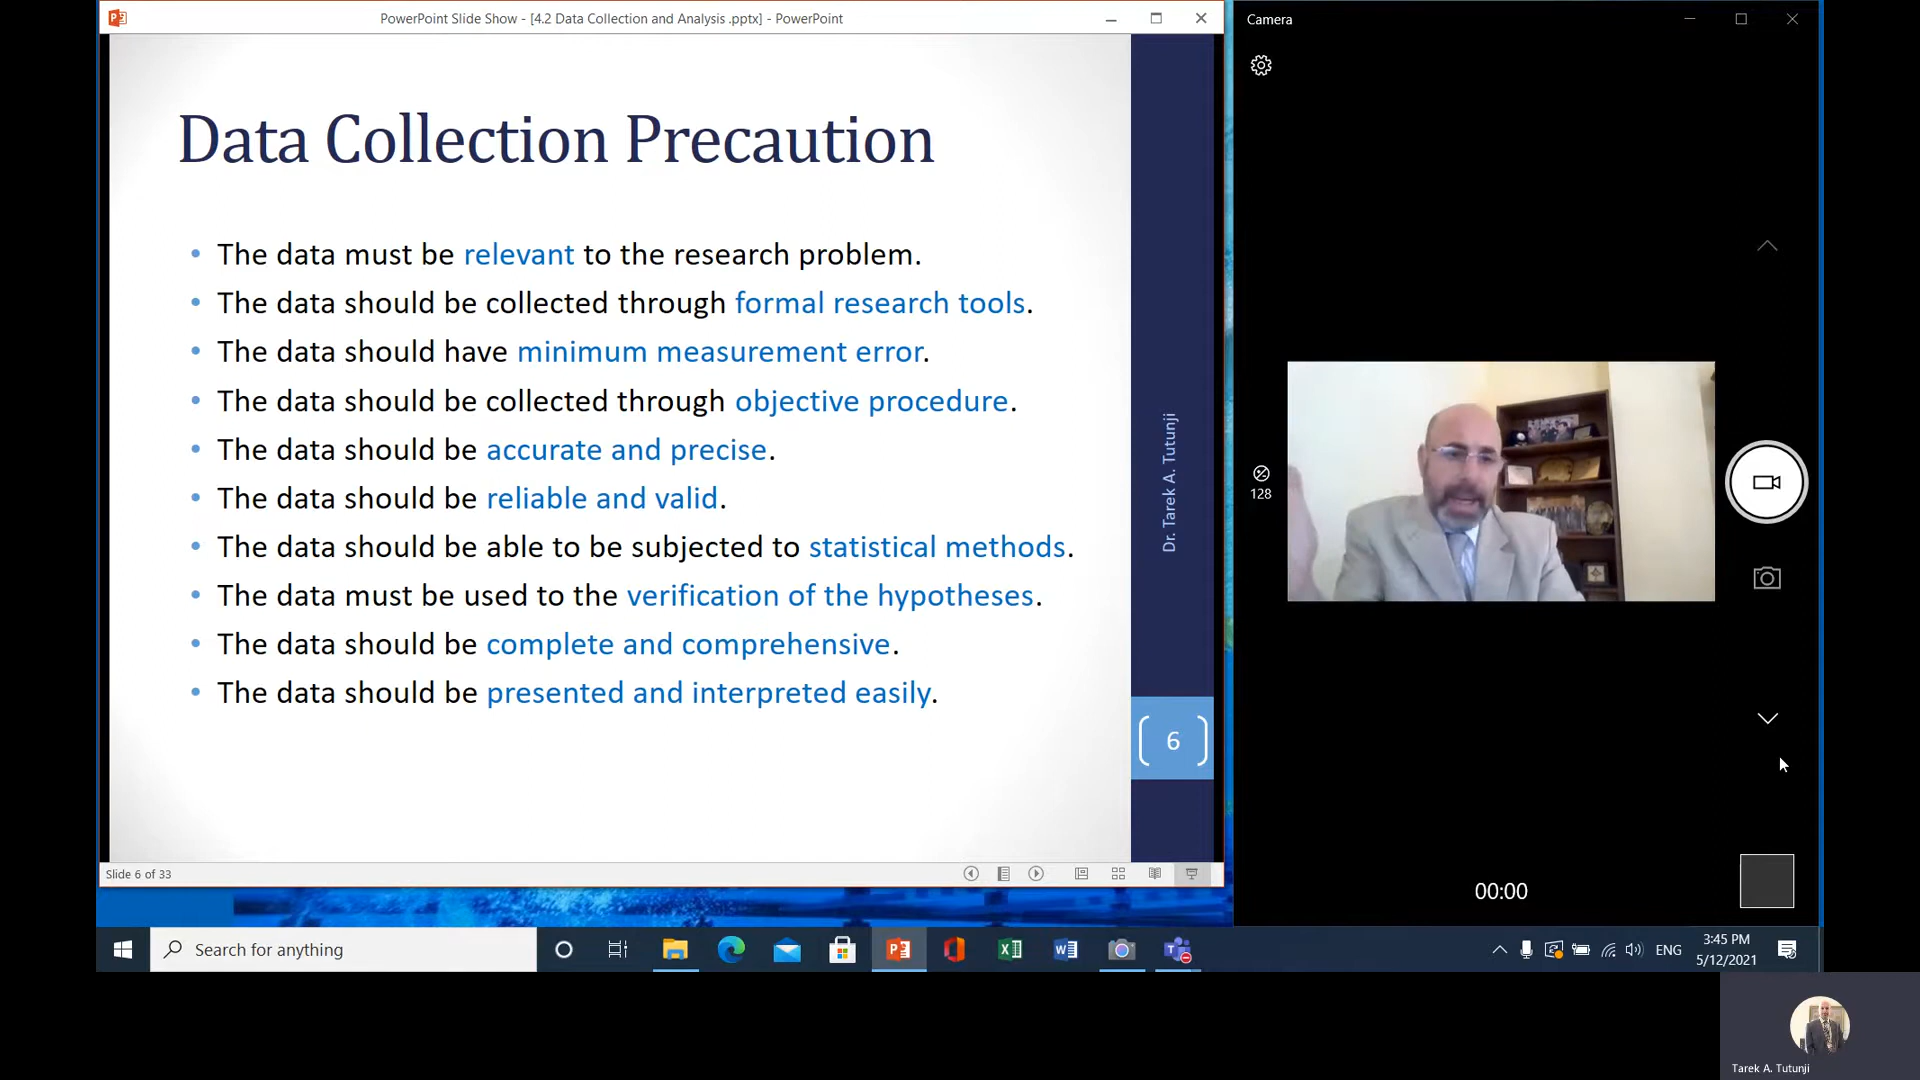 PowerPoint Slide Show - [4.2 Data Collection and Analysis .pptx] - PowerPoint
Camera
Data Collection Precaution
• The data must be relevant to the research problem.
• The data should be collected through formal research tools.
• The data should have minimum measurement error.
• The data should be collected through objective procedure.
• The data should be accurate and precise.
• The data should be reliable and valid.
• The data should be able to be subjected to statistical methods.
• The data must be used to the verification of the hypotheses.
• The data should be complete and comprehensive.
• The data should be presented and interpreted easily.
Dr. Tarek A. Tutunji
6
128
00:00
Slide 6 of 33
Search for anything
ENG
3:45 PM
5/12/2021
Tarek A. Tutunji